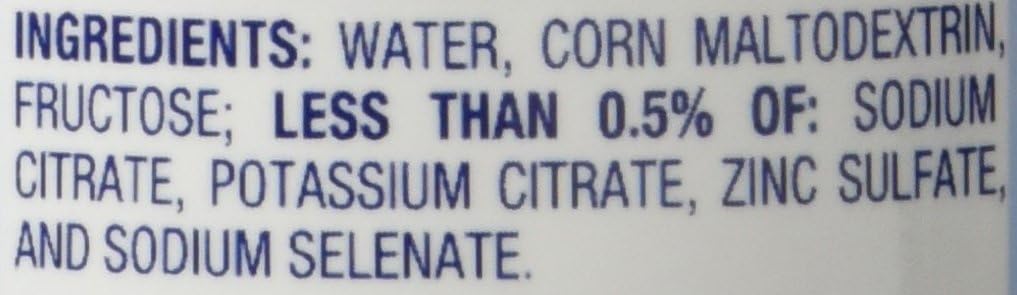 INGREDIENTS: WATER, CORN MALTODEXTRIN,
FRUCTOSE; LESS THAN 0.5% OF: SODIUM
CITRATE, POTASSIUM CITRATE, ZINC SULFATE,
AND SODIUM SELENATE.